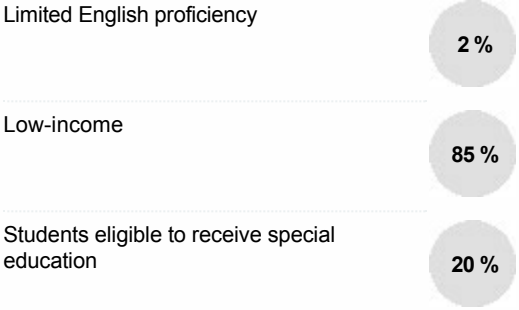 Limited English proficiency
2 %
Low-income
85 %
Students eligible to receive special
education
20 %